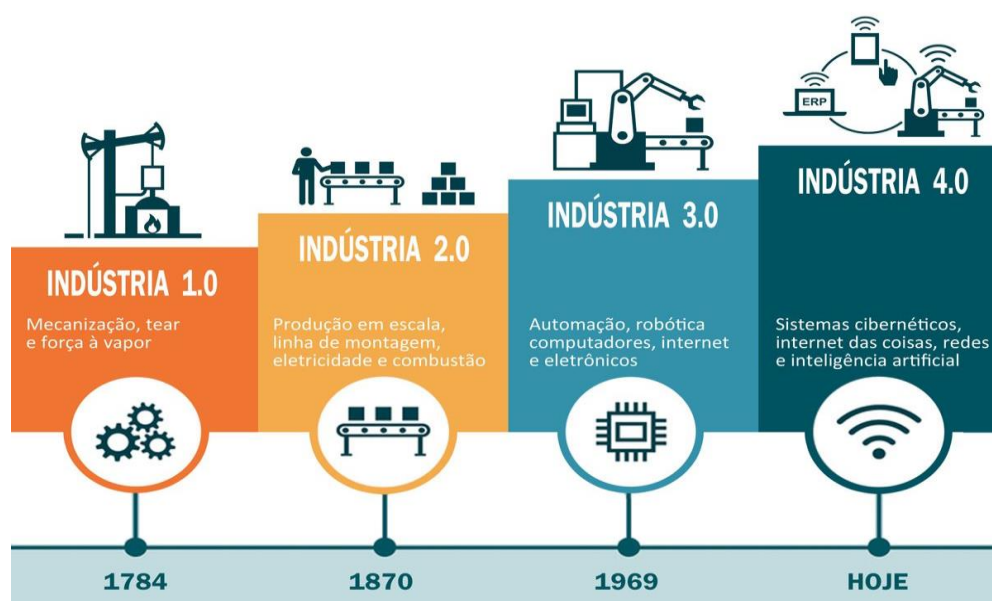 ERP
INDÚSTRIA 1.0
Mecanização, tear
e força à vapor
1784
INDÚSTRIA 2.0
Produção em escala,
linha de montagem,
eletricidade e combustão
1870
INDÚSTRIA 3.0
Automação, robótica
computadores, internet
e eletrônicos
1969
INDÚSTRIA 4.0
Sistemas cibernéticos,
internet das coisas, redes
e inteligência artificial
HOJE